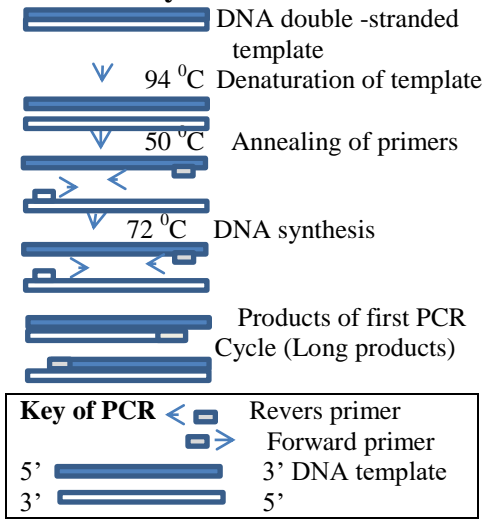 DNA double -stranded
template
94 ⁰C Denaturation of template
50 ⁰C Annealing of primers
72 ⁰C DNA synthesis
Products of first PCR
Cycle (Long products)
Key of PCR Revers primer
Forward primer
5’ 3’ DNA template
3’ 5’